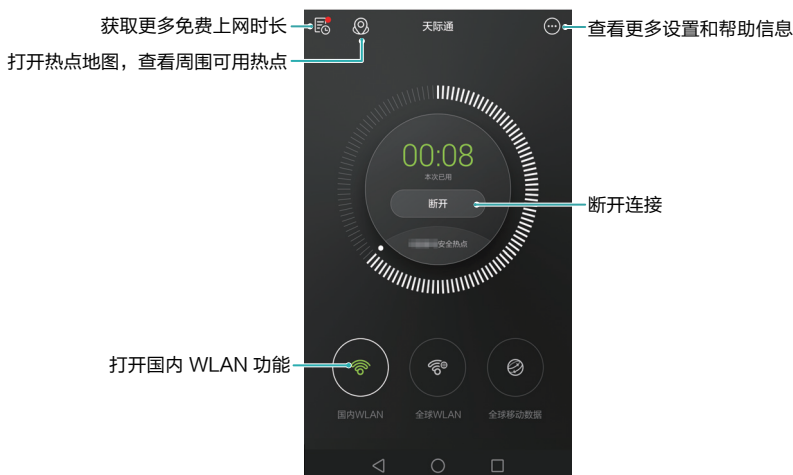 获取更多免费上网时长
天际通
查看更多设置和帮助信息
打开热点地图，查看周围可用热点
00:08
本次已用
断开
断开连接
安全热点
打开国内 WLAN 功能
国内WLAN
全球WLAN
全球移动数据